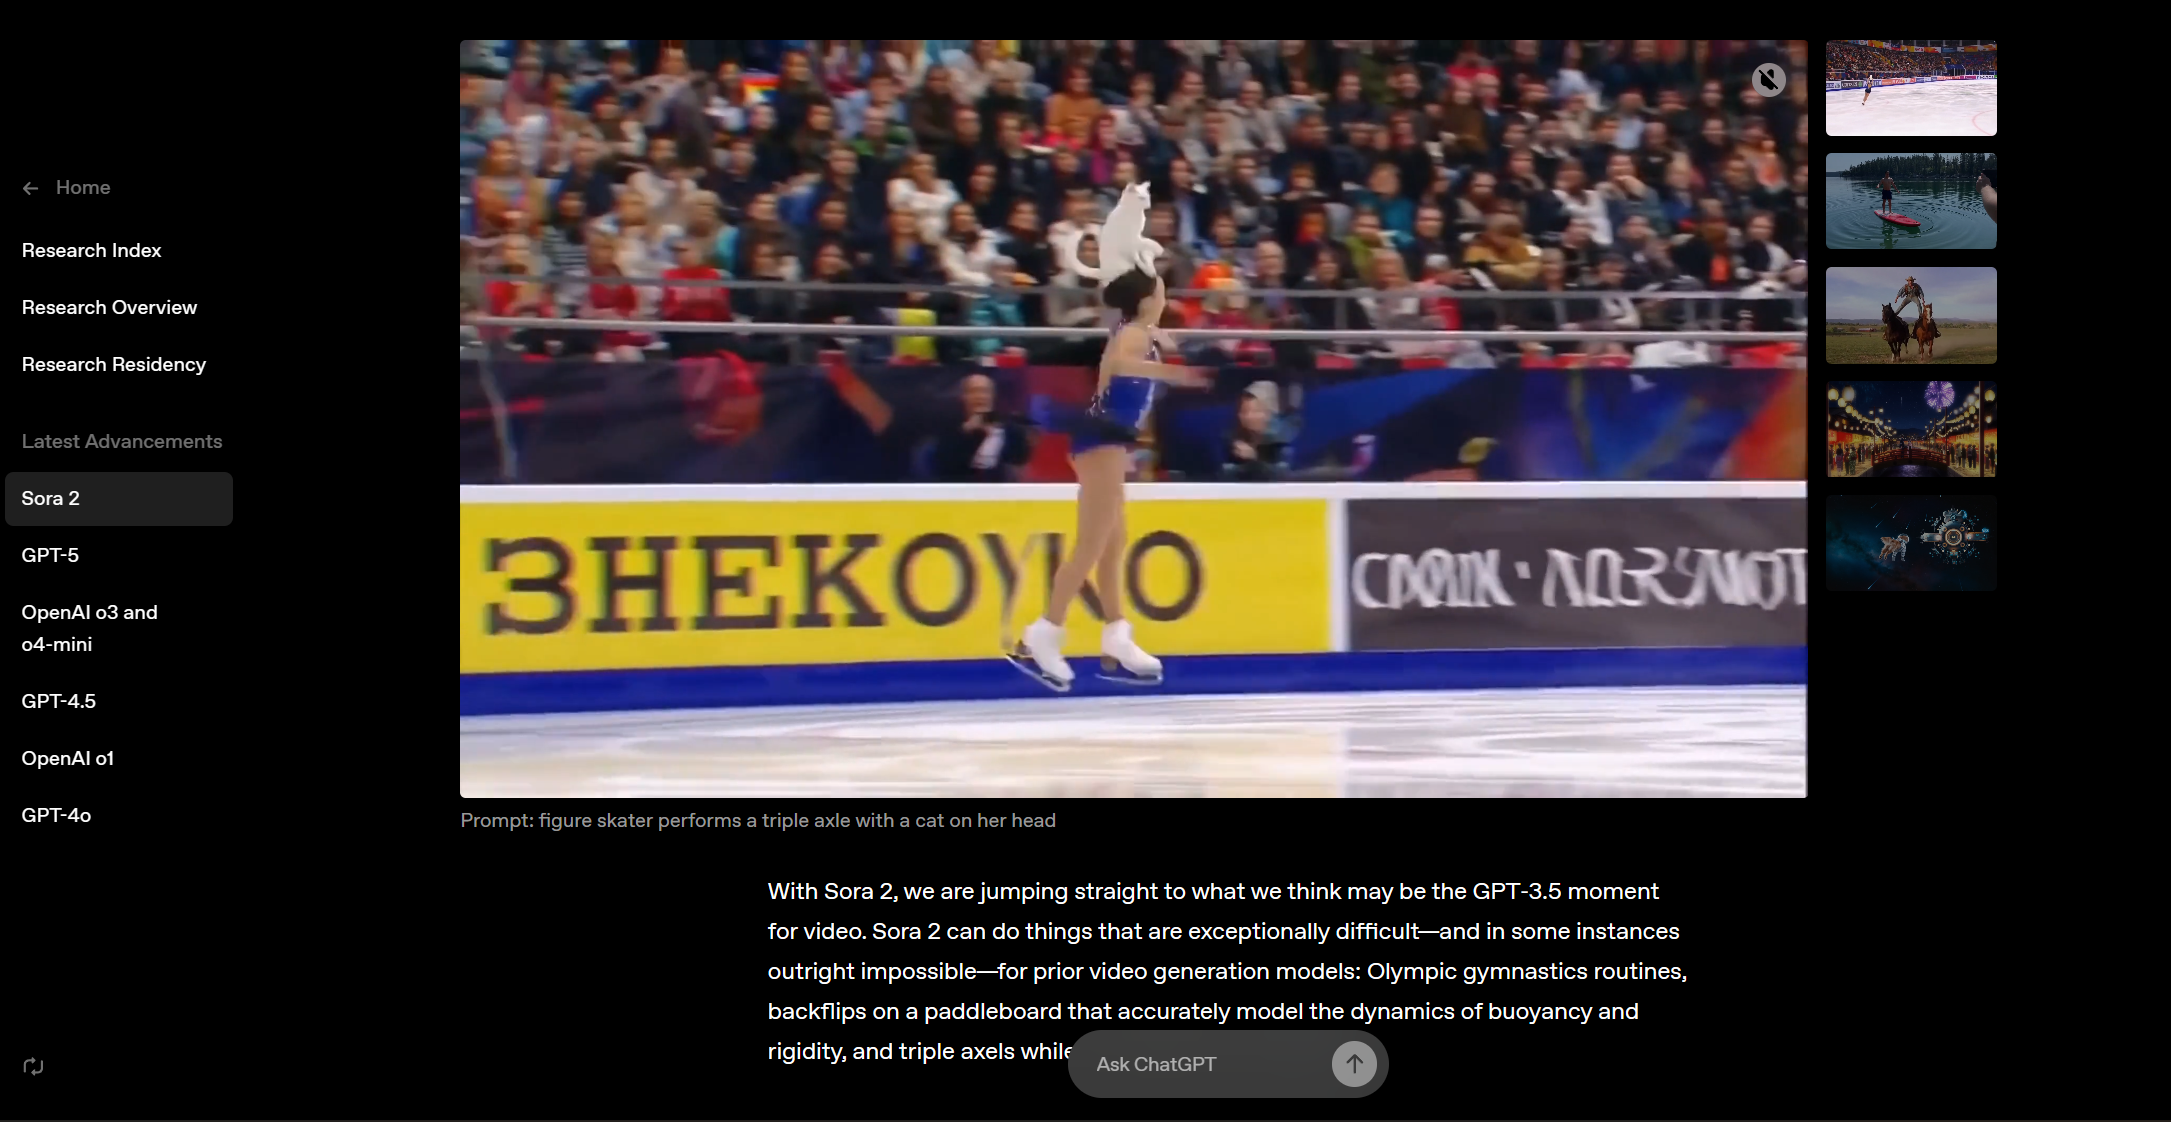 Home
Research Index
Research Overview
Research Residency
Latest Advancements
Sora 2
GPT-5
OpenAI o3 and
o4-mini
GPT-4.5
OpenAI o1
GPT-4o
ЗНЕКОУКО
Prompt: figure skater performs a triple axle with a cat on her head
With Sora 2, we are jumping straight to what we think may be the GPT-3.5 moment
for video. Sora 2 can do things that are exceptionally difficult—and in some instances
outright impossible—for prior video generation models: Olympic gymnastics routines,
backflips on a paddleboard that accurately model the dynamics of buoyancy and
rigidity, and triple axels while
Ask ChatGPT